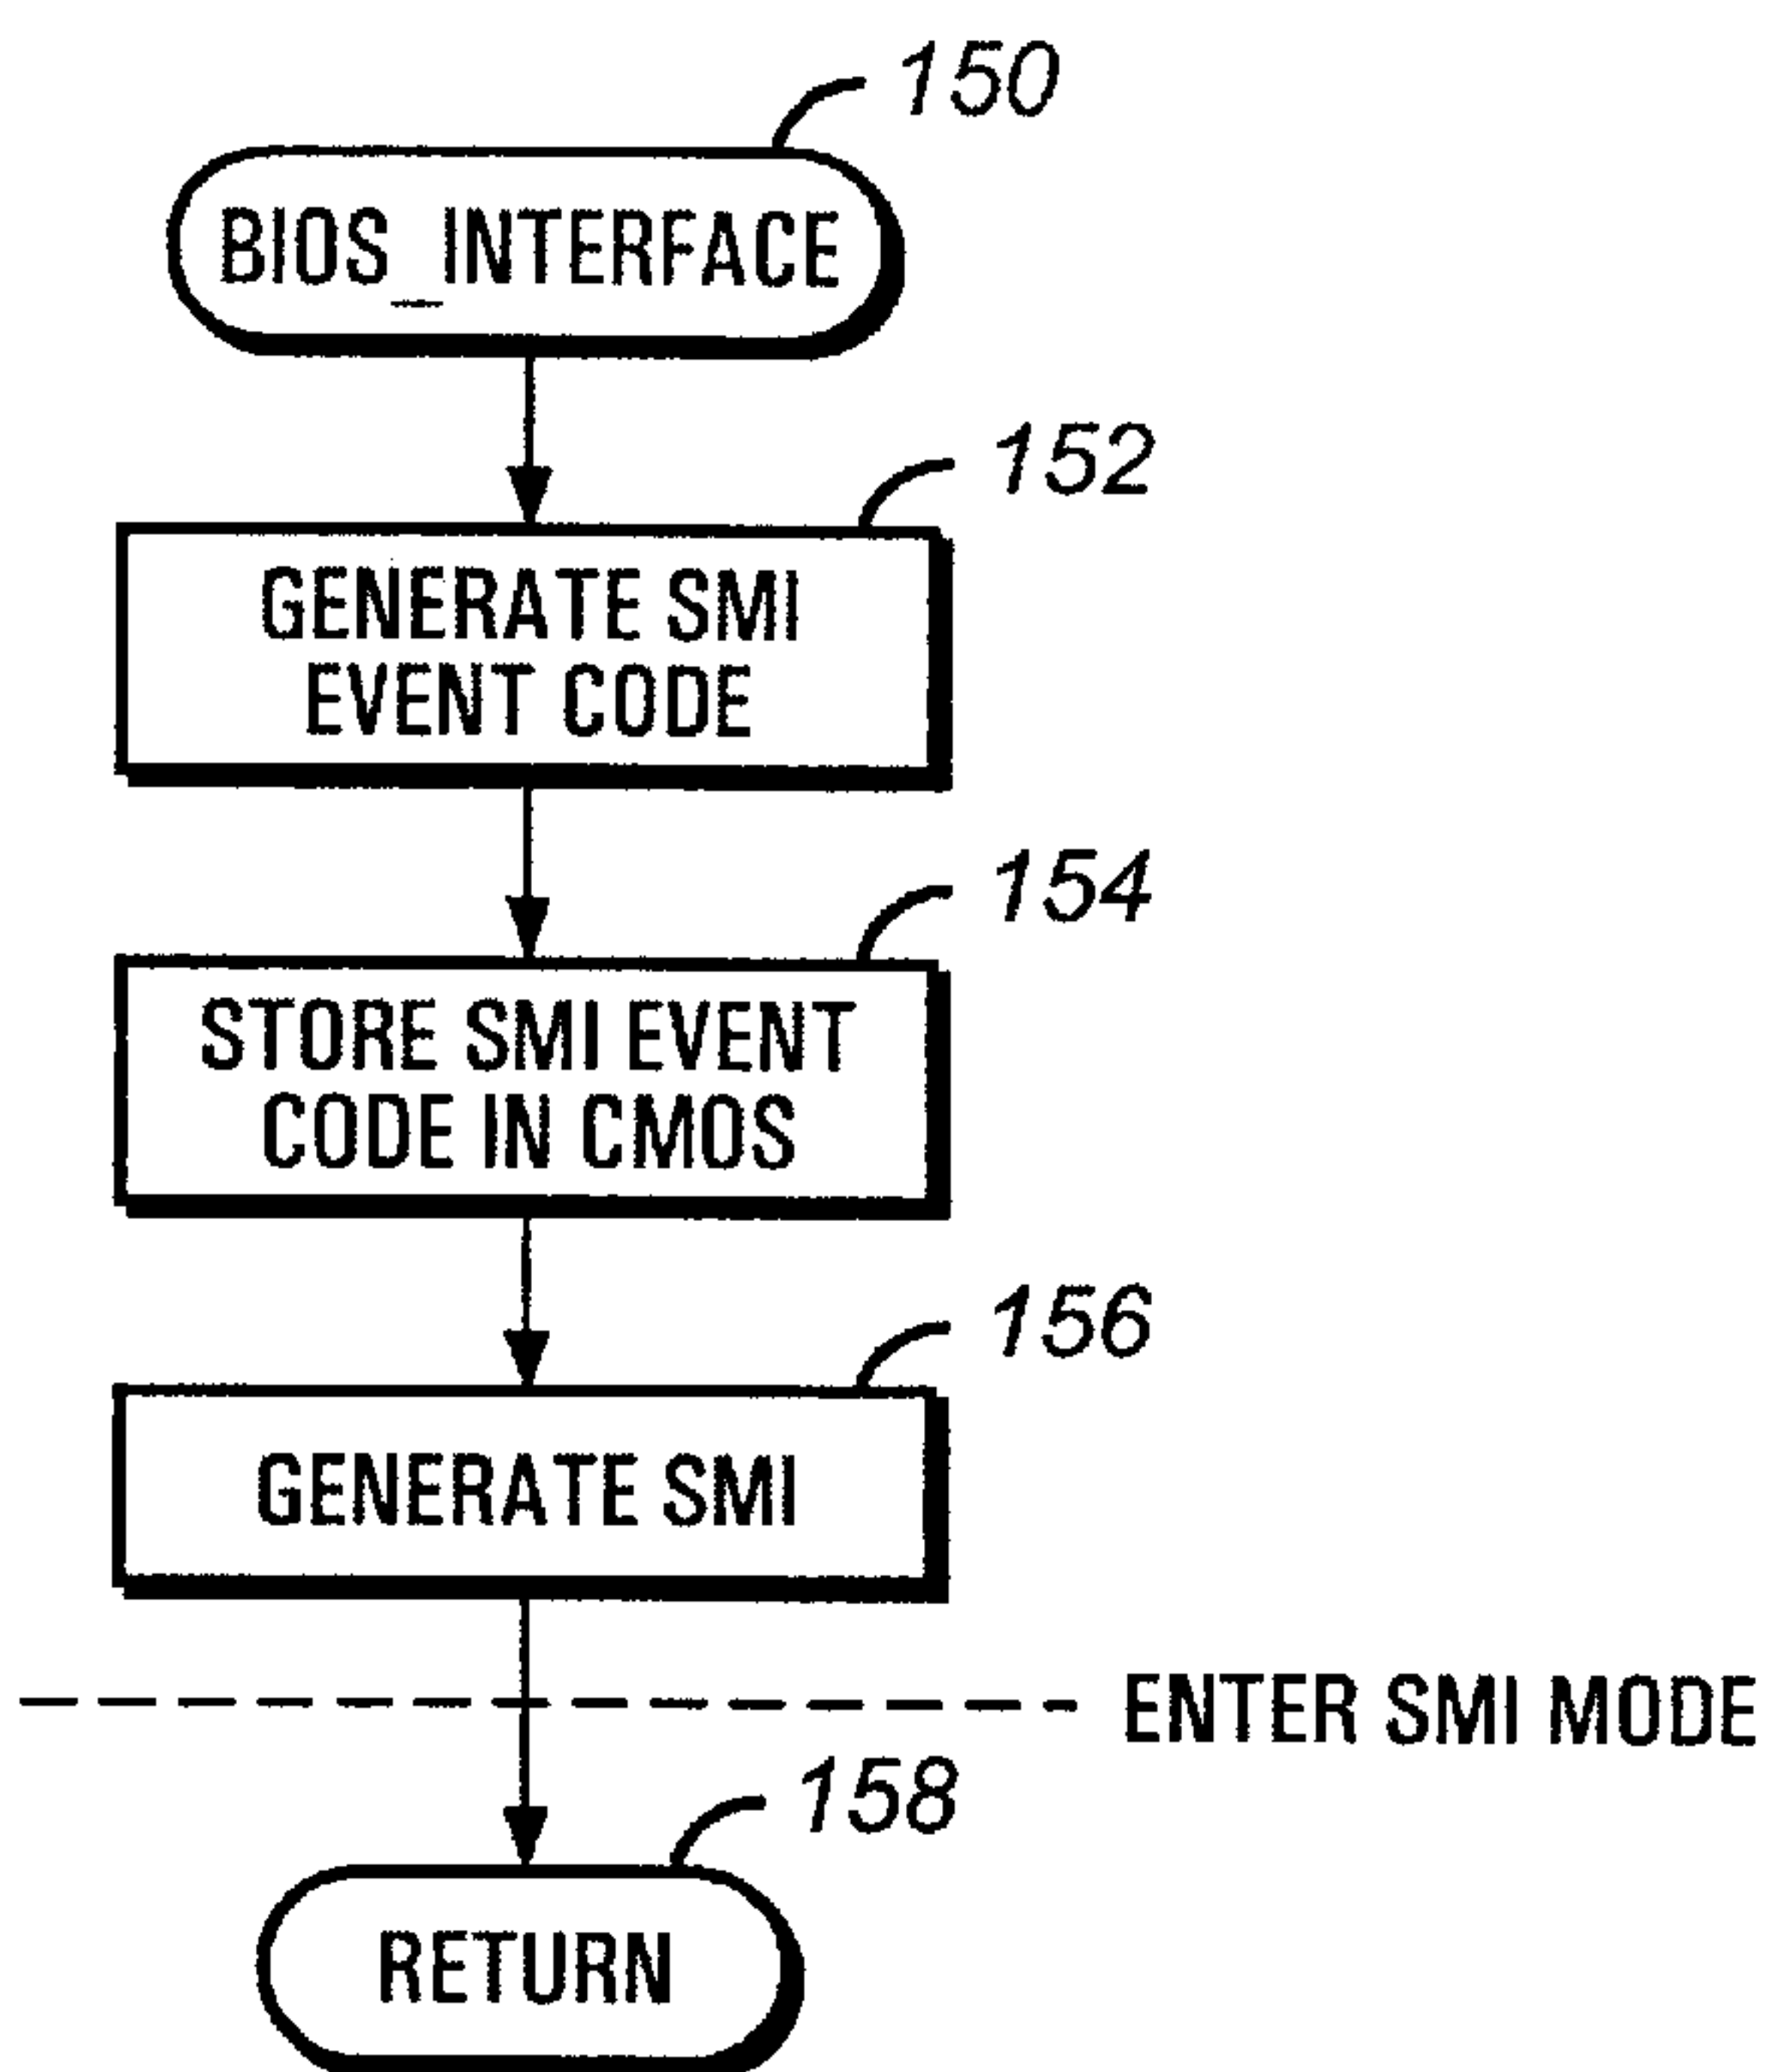 150
BIOS_INTERFACE
152
GENERATE SMI
EVENT CODE
154
STORE SMI EVENT
CODE IN CMOS
156
GENERATE SMI
ENTER SMI MODE
158
RETURN